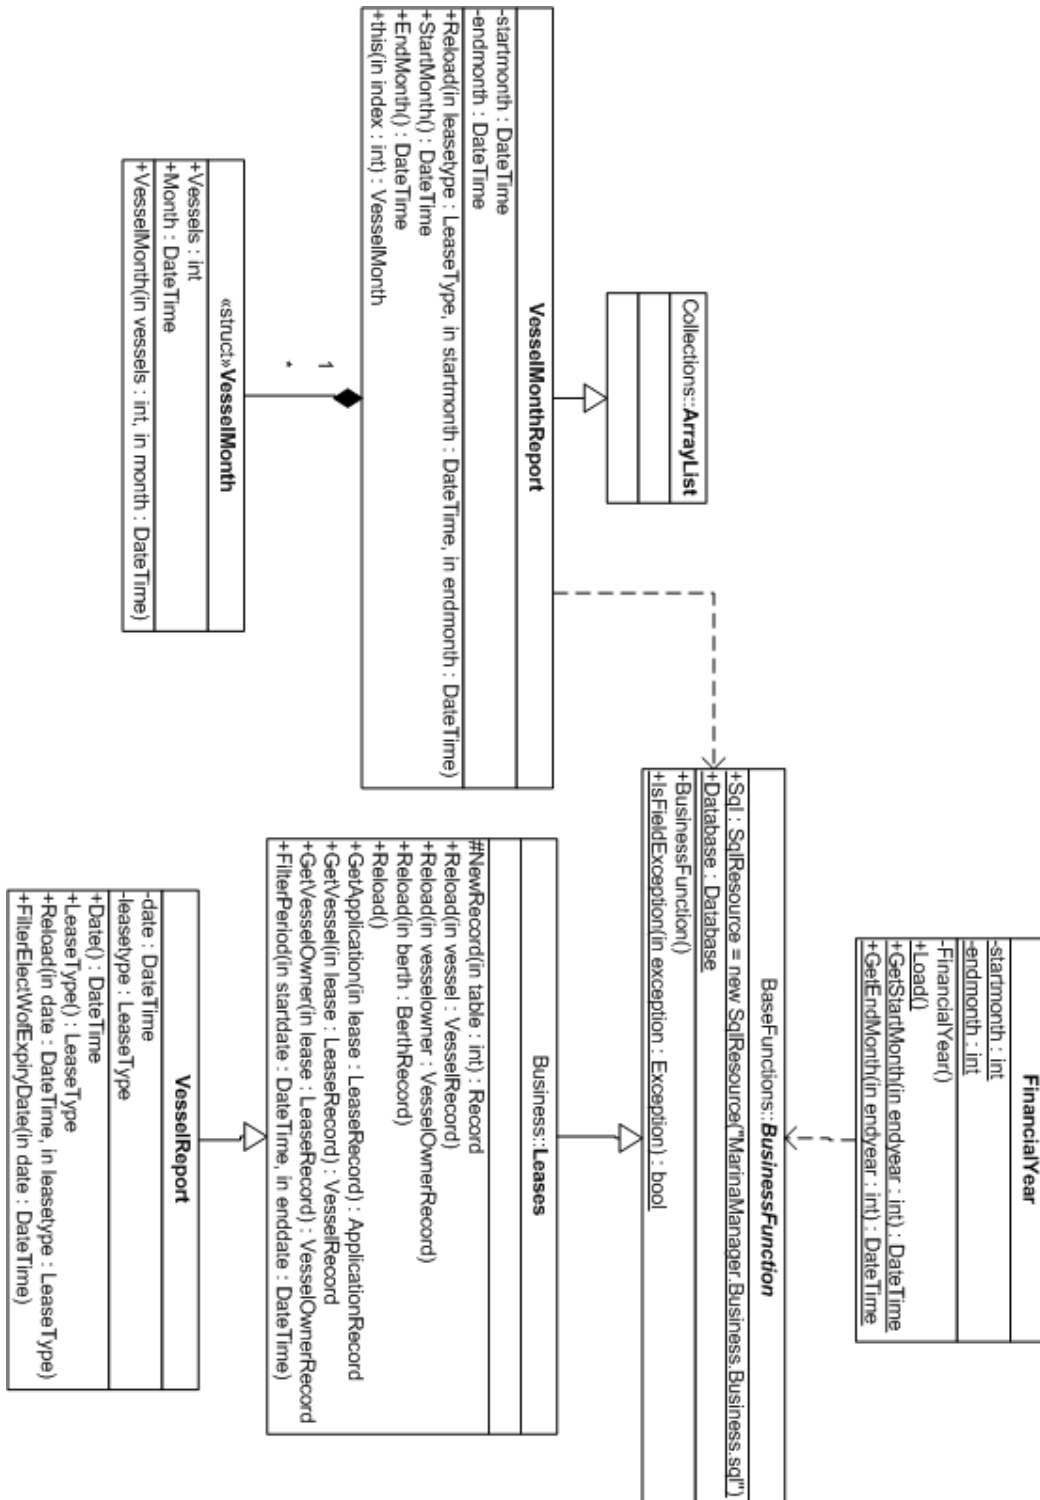 FinancialYear
-startmonth : int
-endmonth : int
-FinancialYear()
+Load()
+GetStartMonth(in endyear : int) : DateTime
+GetEndMonth(in endyear : int) : DateTime
Collections::ArrayList
BaseFunctions::BusinessFunction
+Sql : SqlResource = new SqlResource("MarinaManager.Business.Business.sql")
+Database : Database
+BusinessFunction()
+IsFieldException(in exception : Exception) : bool
VesselMonthReport
-startmonth : DateTime
-endmonth : DateTime
+Reload(in leasetype : LeaseType, in startmonth : DateTime, in endmonth : DateTime)
+StartMonth() : DateTime
+EndMonth() : DateTime
+this(in index : int) : VesselMonth
Business::Leases
#NewRecord(in table : int) : Record
+Reload(in vessel : VesselRecord)
+Reload(in vesselowner : VesselOwnerRecord)
+Reload(in berth : BerthRecord)
+Reload()
+GetApplication(in lease : LeaseRecord) : ApplicationRecord
+GetVessel(in lease : LeaseRecord) : VesselRecord
+GetVesselOwner(in lease : LeaseRecord) : VesselOwnerRecord
+FilterPeriod(in startdate : DateTime, in enddate : DateTime)
1
*
«struct»VesselMonth
+Vessels : int
+Month : DateTime
+VesselMonth(in vessels : int, in month : DateTime)
VesselReport
-date : DateTime
-leasetype : LeaseType
+Date() : DateTime
+LeaseType() : LeaseType
+Reload(in date : DateTime, in leasetype : LeaseType)
+FilterElectWofExpiryDate(in date : DateTime)